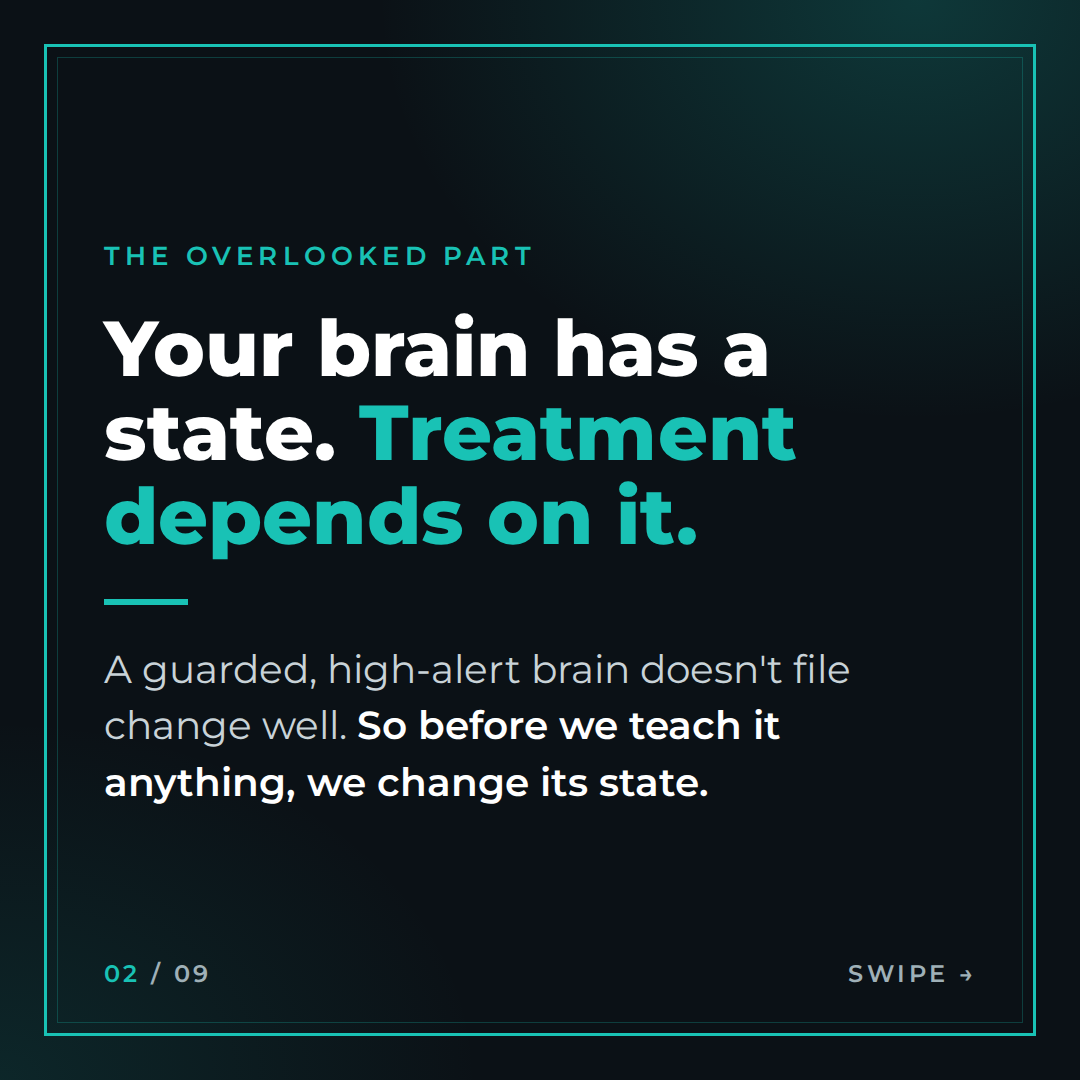 THE OVERLOOKED PART
Your brain has a
state. Treatment
depends on it.
A guarded, high-alert brain doesn't file
change well. So before we teach it
anything, we change its state.
02 / 09
SWIPE →